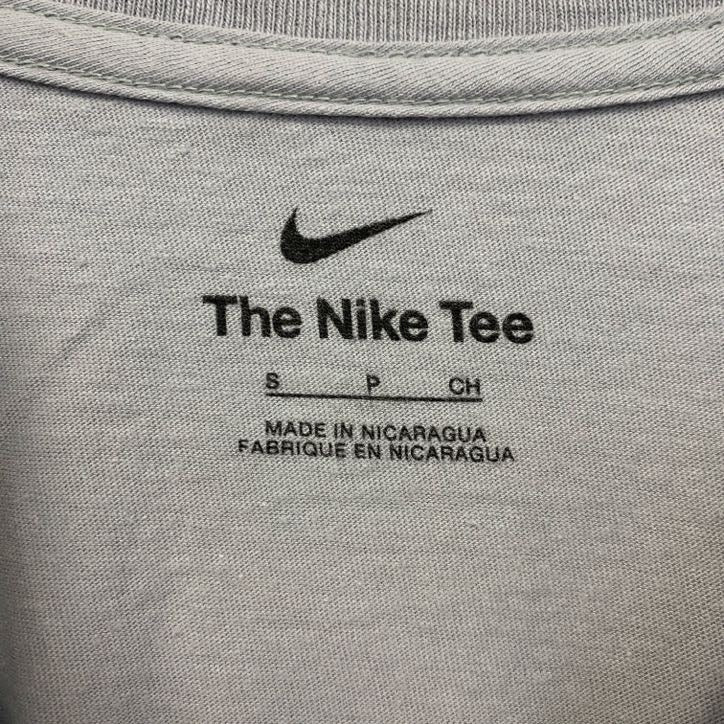 The Nike Tee
S P CH
MADE IN NICARAGUA
FABRIQUE EN NICARAGUA